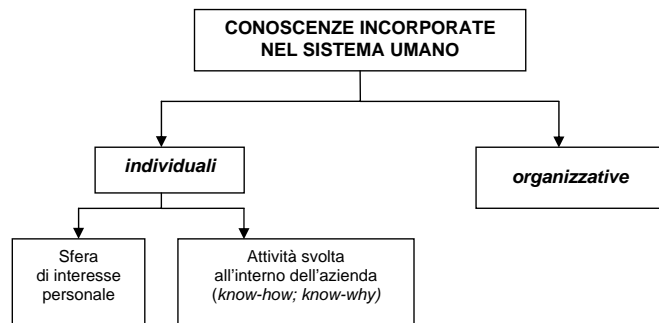 CONOSCENZE INCORPORATE
NEL SISTEMA UMANO
individuali
organizzative
Sfera
di interesse
personale
Attività svolta
all’interno dell’azienda
(know-how; know-why)